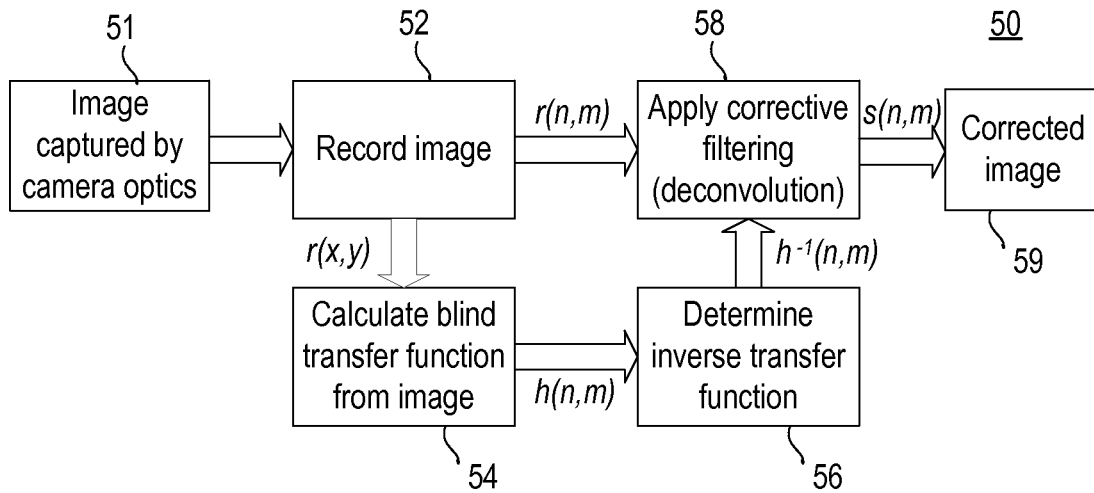 51
52
58
50
Image
captured by
camera optics
Record image
r(n,m)
Apply corrective
filtering
(deconvolution)
s(n,m)
Corrected
image
59
r(x,y)
h⁻¹(n,m)
Calculate blind
transfer function
from image
h(n,m)
Determine
inverse transfer
function
54
56